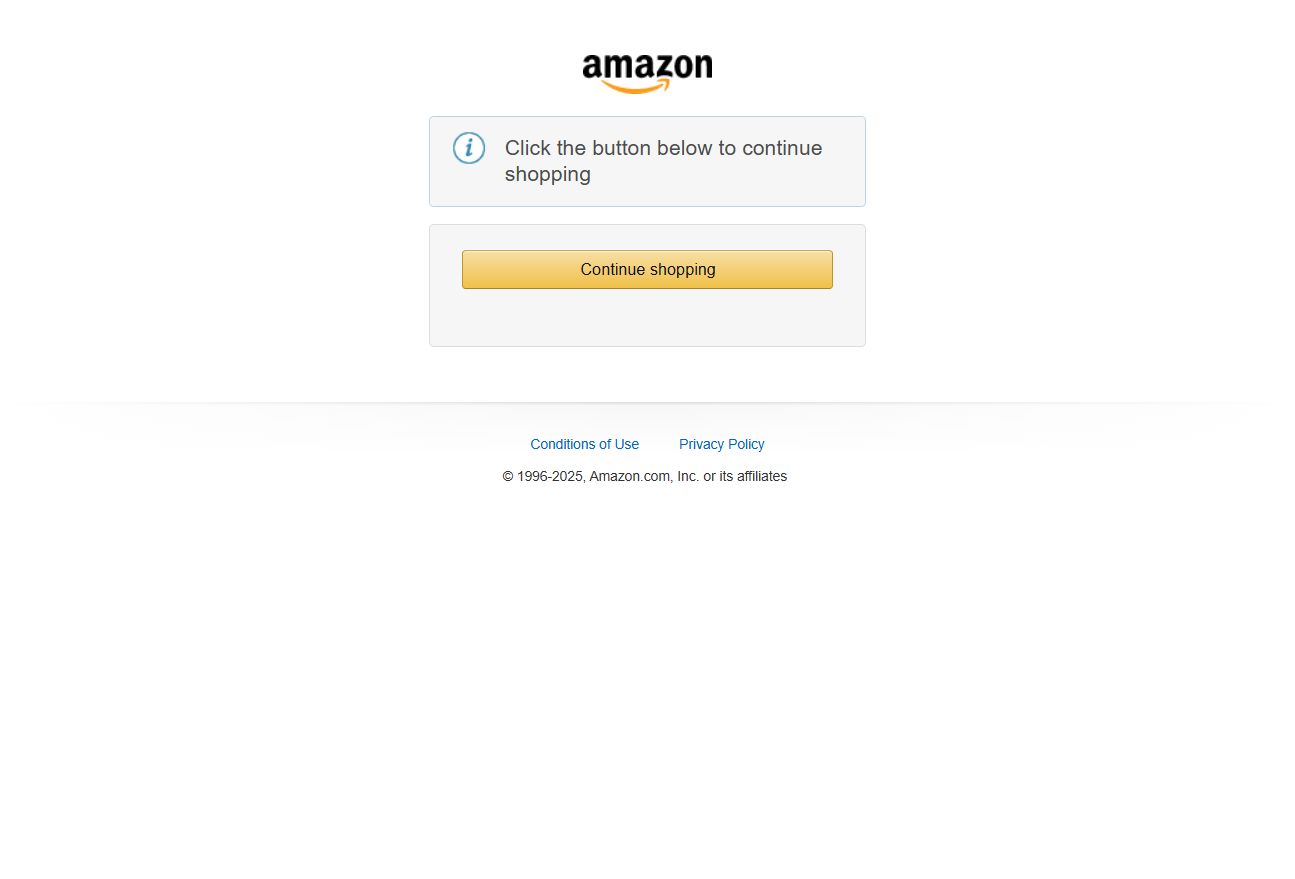 amazon
Click the button below to continue
shopping
Continue shopping
Conditions of Use Privacy Policy
© 1996-2025, Amazon.com, Inc. or its affiliates